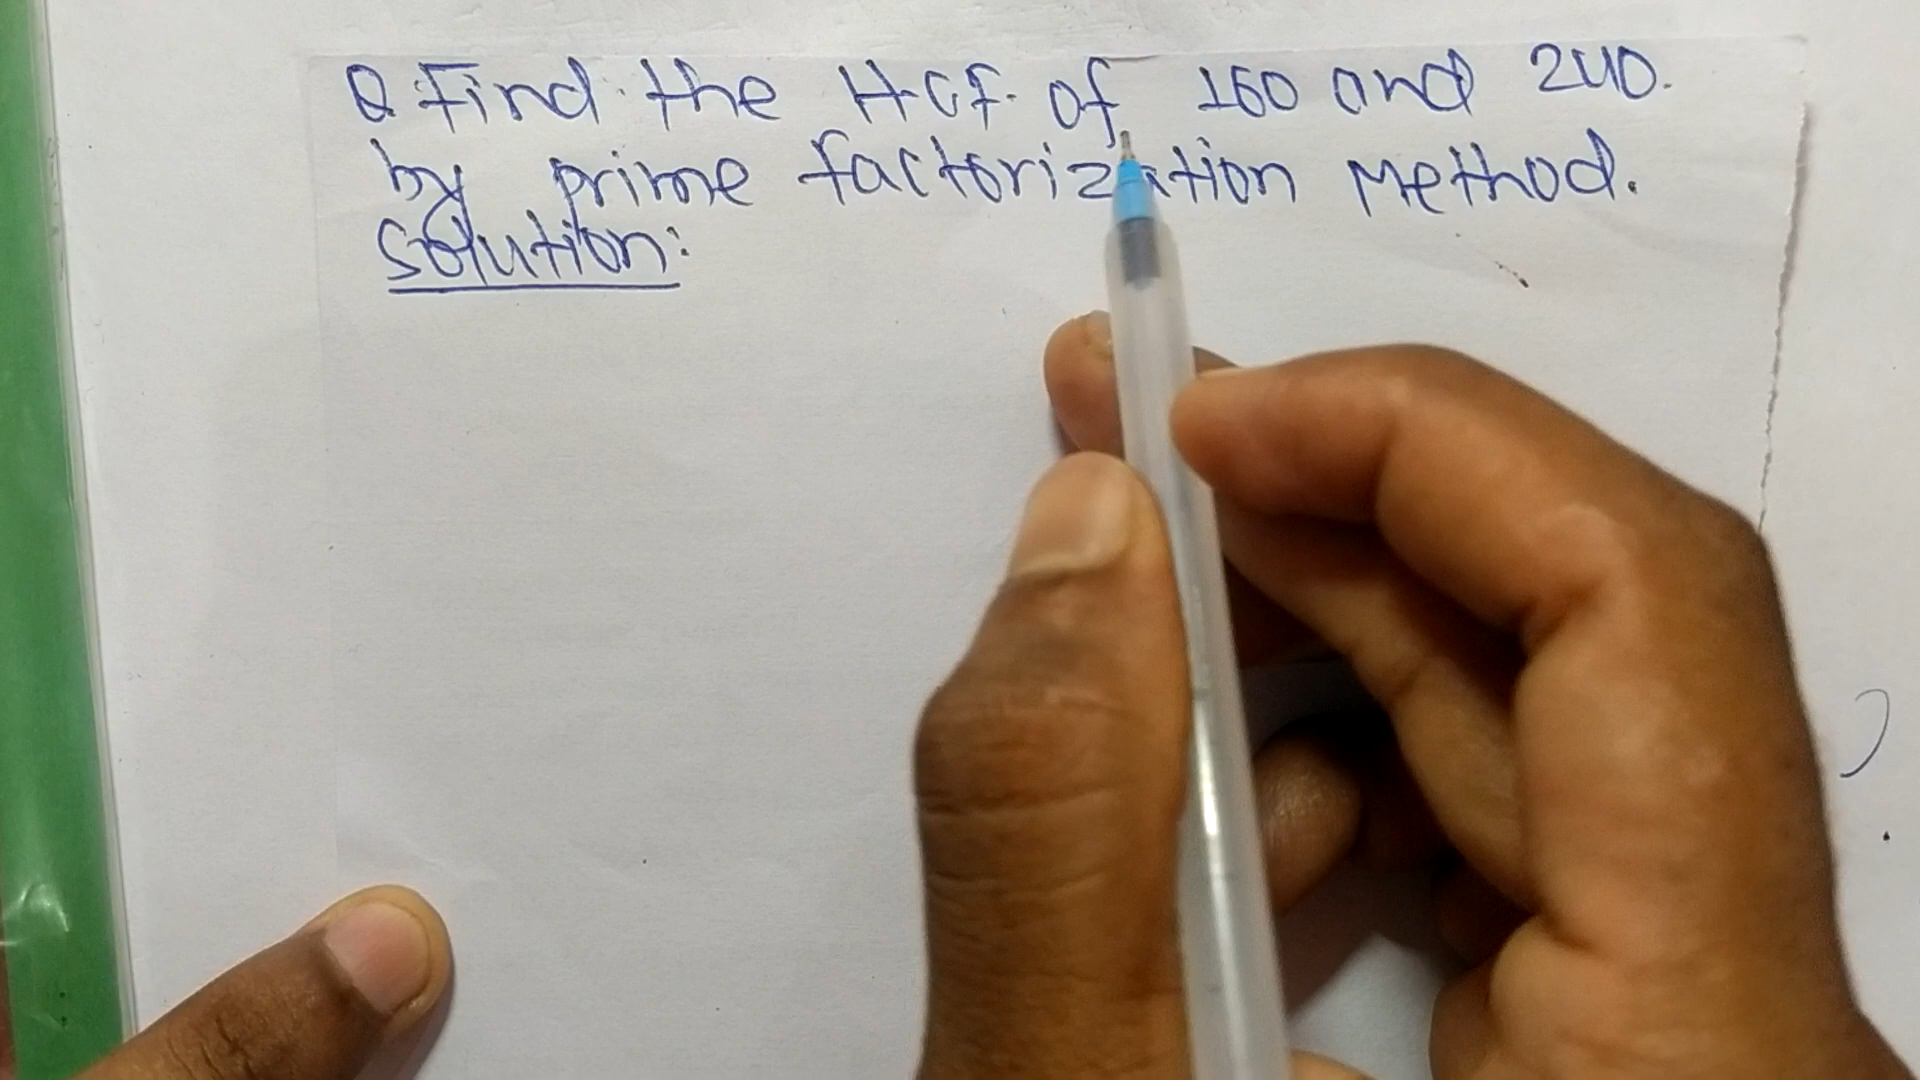 Q. Find the H.C.F. of 160 and 240.
by prime factorization Method.
Solution: